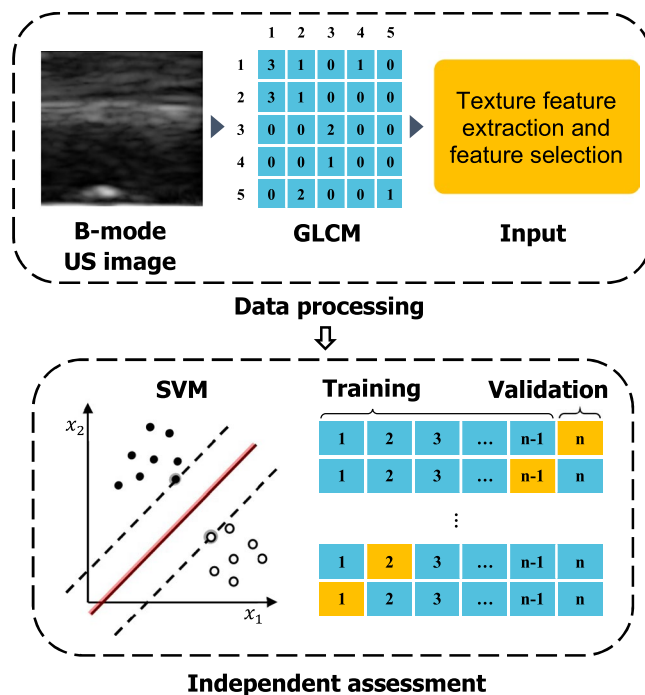 1 2 3 4 5
1 3 1 0 1 0
2 3 1 0 0 0
3 0 0 2 0 0
4 0 0 1 0 0
5 0 2 0 0 1
Texture feature
extraction and
feature selection
B-mode
US image
GLCM
Input
Data processing
SVM
Training
Validation
x₂
x₁
1 2 3 ... n-1 n
1 2 3 ... n-1 n
⋮
1 2 3 ... n-1 n
1 2 3 ... n-1 n
Independent assessment